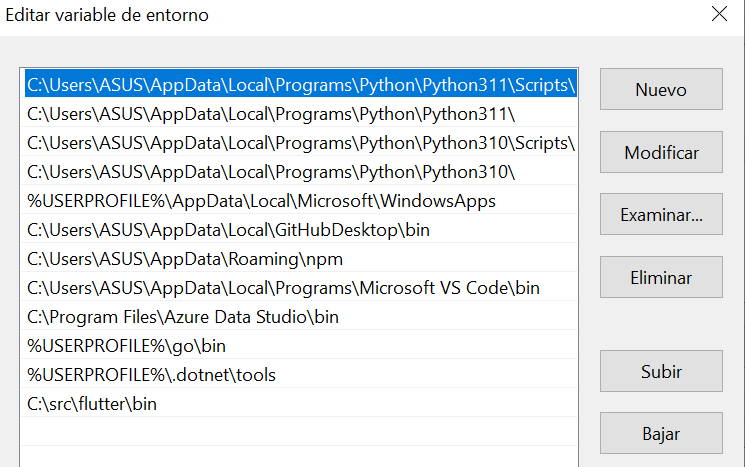 Editar variable de entorno
C:\Users\ASUS\AppData\Local\Programs\Python\Python311\Scripts\
C:\Users\ASUS\AppData\Local\Programs\Python\Python311\
C:\Users\ASUS\AppData\Local\Programs\Python\Python310\Scripts\
C:\Users\ASUS\AppData\Local\Programs\Python\Python310\
%USERPROFILE%\AppData\Local\Microsoft\WindowsApps
C:\Users\ASUS\AppData\Local\GitHubDesktop\bin
C:\Users\ASUS\AppData\Roaming\npm
C:\Users\ASUS\AppData\Local\Programs\Microsoft VS Code\bin
C:\Program Files\Azure Data Studio\bin
%USERPROFILE%\go\bin
%USERPROFILE%\.dotnet\tools
C:\src\flutter\bin
Nuevo
Modificar
Examinar...
Eliminar
Subir
Bajar